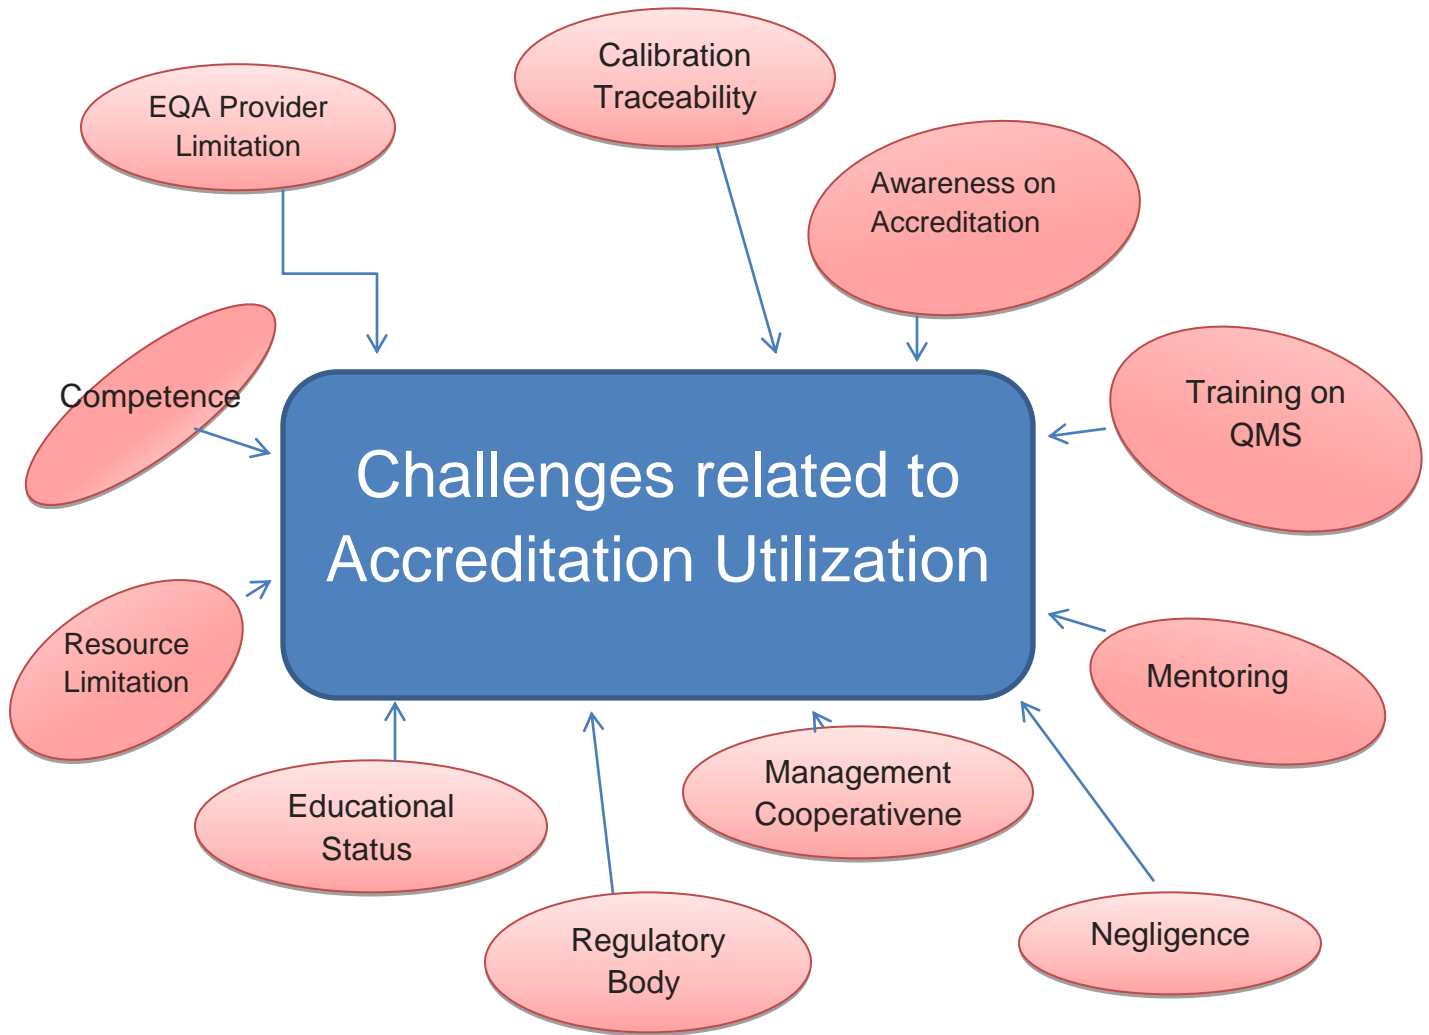 Calibration
Traceability
EQA Provider
Limitation
Awareness on
Accreditation
Competence
Training on
QMS
Challenges related to
Accreditation Utilization
Resource
Limitation
Mentoring
Management
Cooperativene
Educational
Status
Regulatory
Body
Negligence